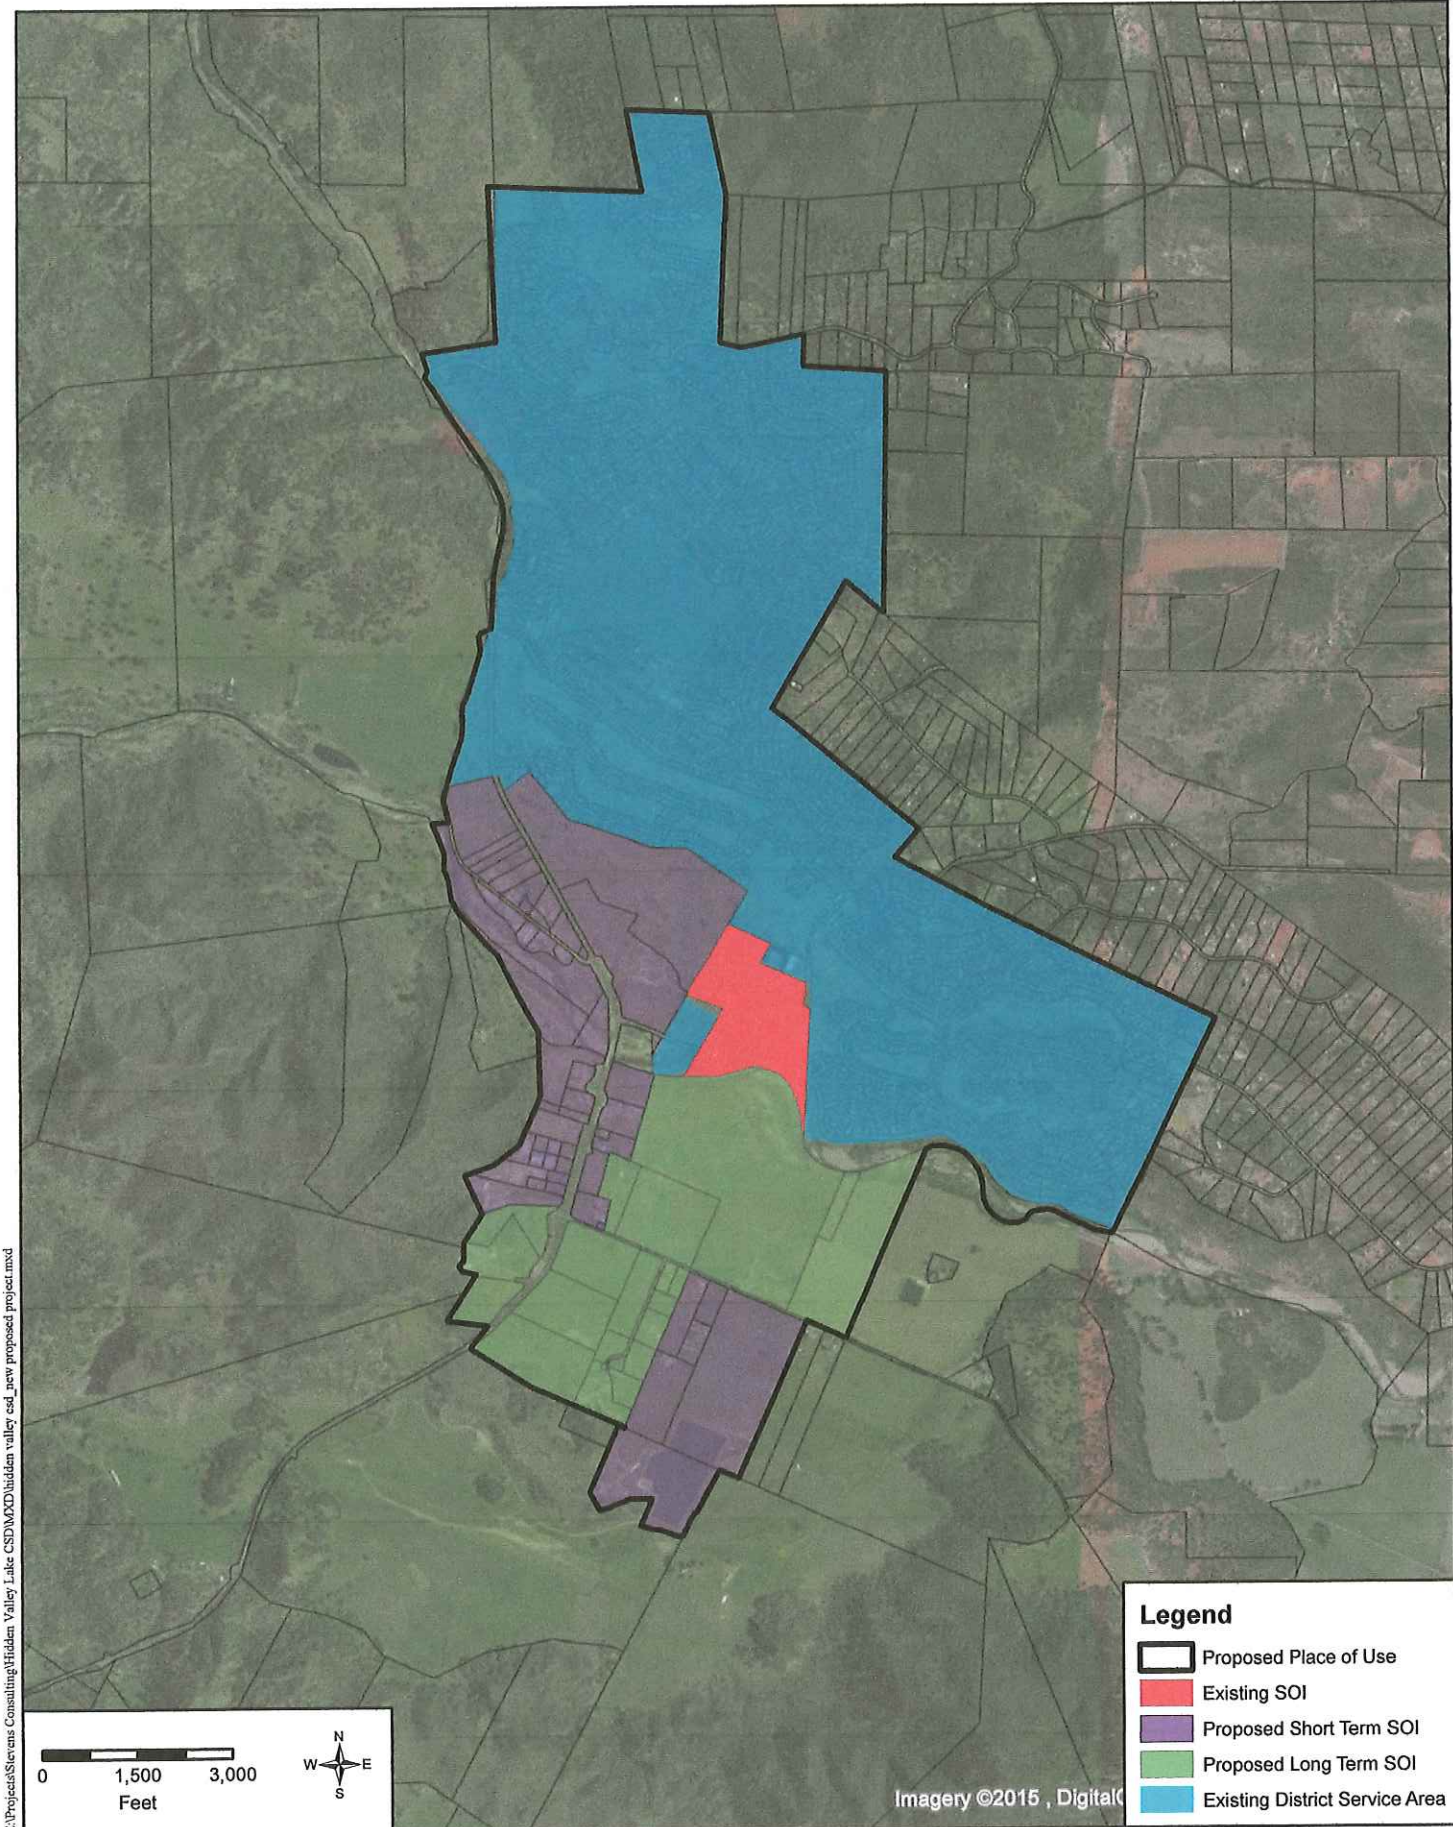 Z:\Projects\Stevens Consulting\Hidden Valley Lake CSD\MXD\hidden valley csd_new proposed project.mxd
Legend
Proposed Place of Use
Existing SOI
Proposed Short Term SOI
Proposed Long Term SOI
Existing District Service Area
N
W E
S
0 1,500 3,000
Feet
Imagery ©2015 , Digital